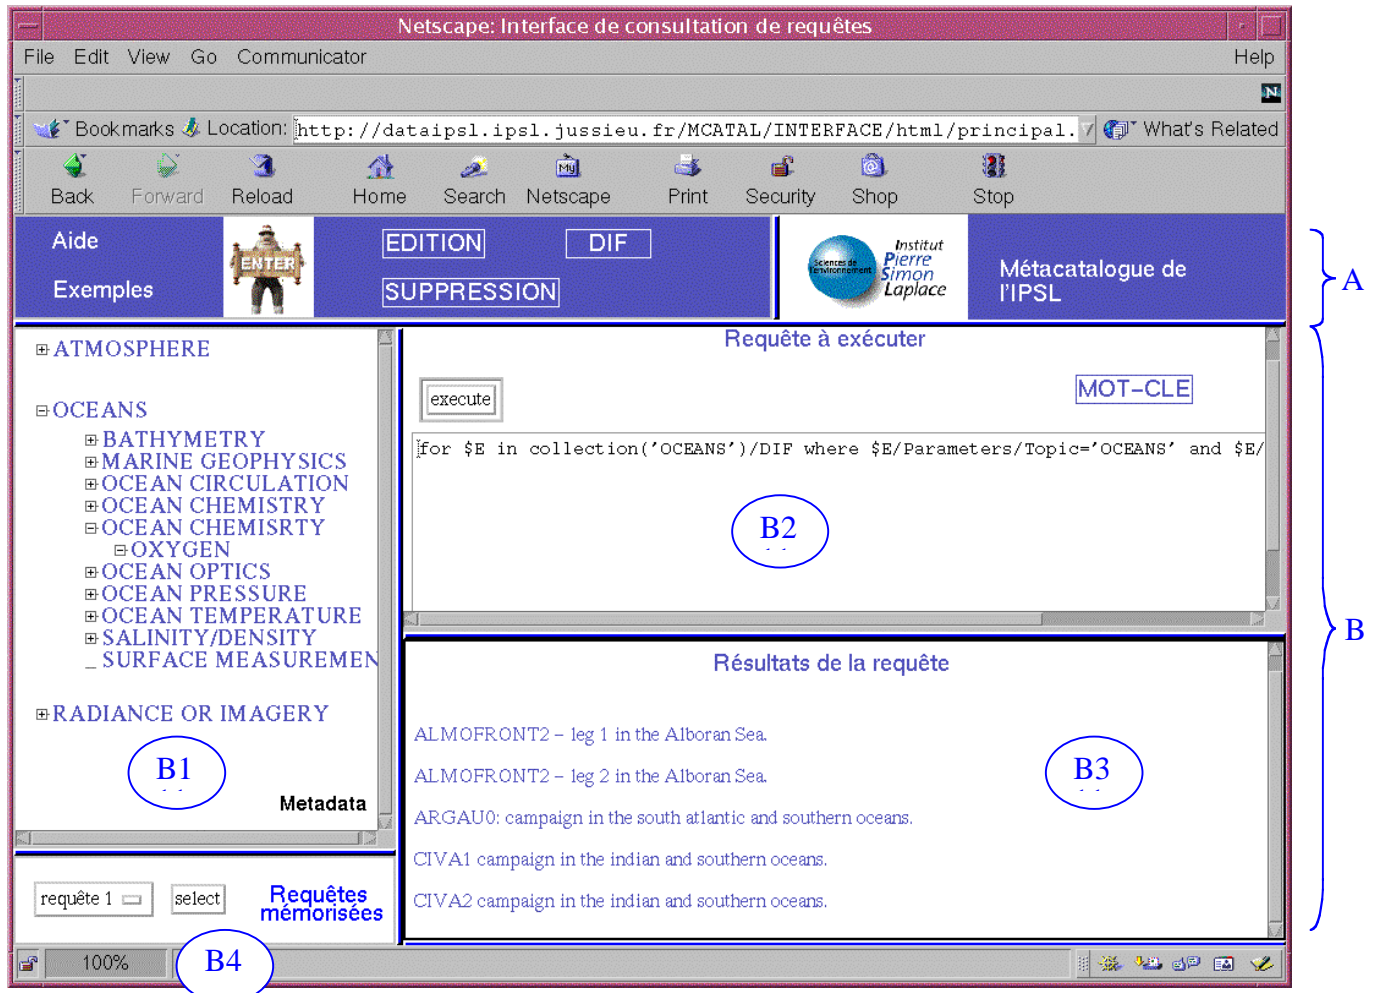 Netscape: Interface de consultation de requêtes
File Edit View Go Communicator Help
N
Bookmarks Location: http://dataipsl.ipsl.jussieu.fr/MCATAL/INTERFACE/html/principal. What's Related
My
Back Forward Reload Home Search Netscape Print Security Shop Stop
Aide
Exemples
ENTER
EDITION DIF
SUPPRESSION
Sciences de l'environnement
Institut
Pierre
Simon
Laplace
Métacatalogue de
l'IPSL
A
ATMOSPHERE
OCEANS
BATHYMETRY
MARINE GEOPHYSICS
OCEAN CIRCULATION
OCEAN CHEMISTRY
OCEAN CHEMISRTY
OXYGEN
OCEAN OPTICS
OCEAN PRESSURE
OCEAN TEMPERATURE
SALINITY/DENSITY
_ SURFACE MEASUREMEN
RADIANCE OR IMAGERY
B1
Metadata
requête 1 select Requêtes
mémorisées
Requête à exécuter
execute
MOT-CLE
for $E in collection('OCEANS')/DIF where $E/Parameters/Topic='OCEANS' and $E/
B2
B
Résultats de la requête
ALMOFRONT2 – leg 1 in the Alboran Sea.
ALMOFRONT2 – leg 2 in the Alboran Sea.
B3
ARGAU0: campaign in the south atlantic and southern oceans.
CIVA1 campaign in the indian and southern oceans.
CIVA2 campaign in the indian and southern oceans.
100%
B4